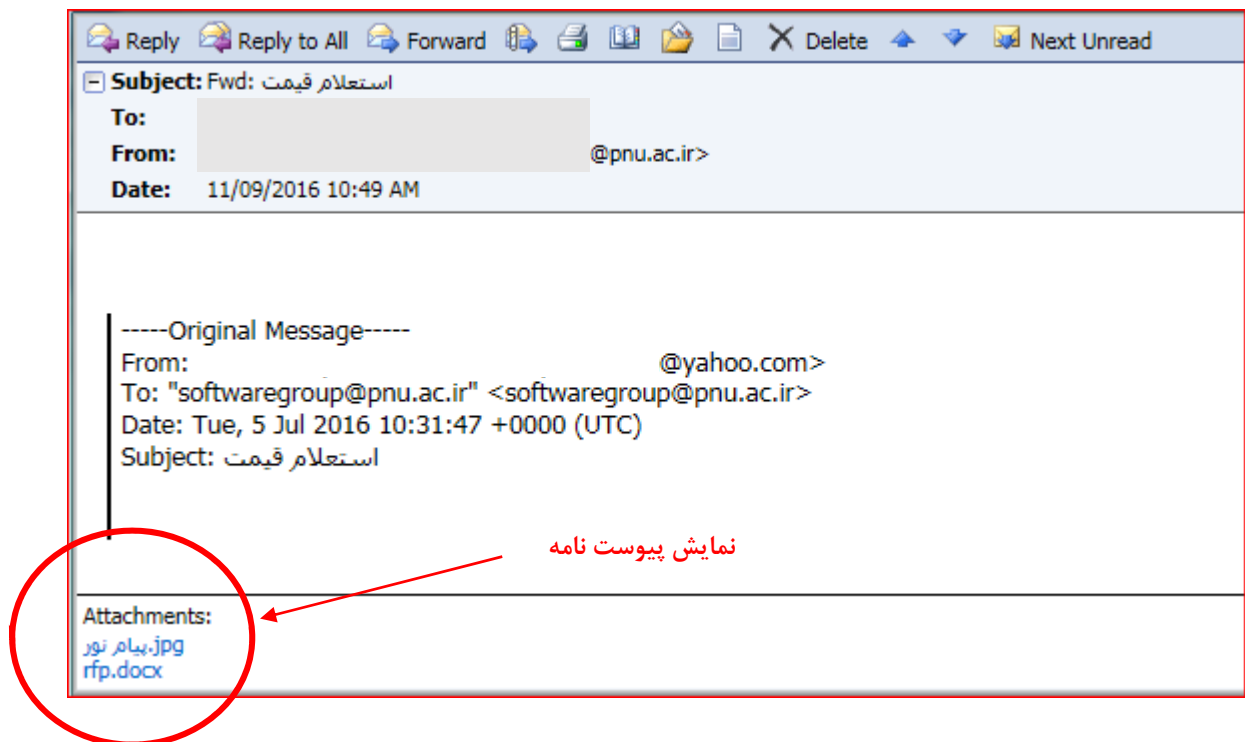 Reply Reply to All Forward Delete Next Unread
Subject: Fwd: استعلام قیمت
To:
From: @pnu.ac.ir>
Date: 11/09/2016 10:49 AM
-----Original Message-----
From: @yahoo.com>
To: "softwaregroup@pnu.ac.ir" <softwaregroup@pnu.ac.ir>
Date: Tue, 5 Jul 2016 10:31:47 +0000 (UTC)
Subject: استعلام قیمت
نمایش پیوست نامه
Attachments:
پیام نور.jpg
rfp.docx